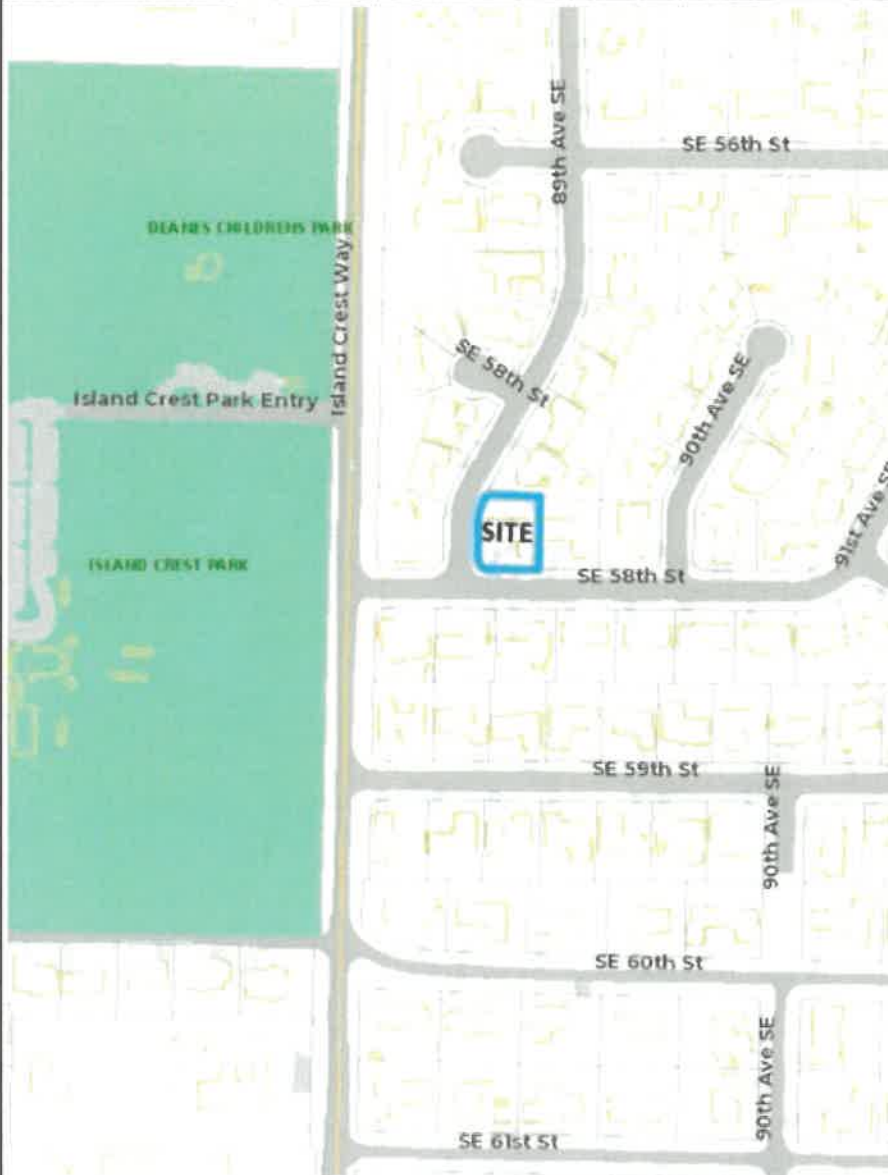 89th Ave SE
SE 56th St
DEANES CHILDRENS PARK
Island Crest Way
SE 58th St
90th Ave SE
Island Crest Park Entry
91st Ave SE
SITE
ISLAND CREST PARK
SE 58th St
SE 59th St
90th Ave SE
SE 60th St
90th Ave SE
SE 61st St